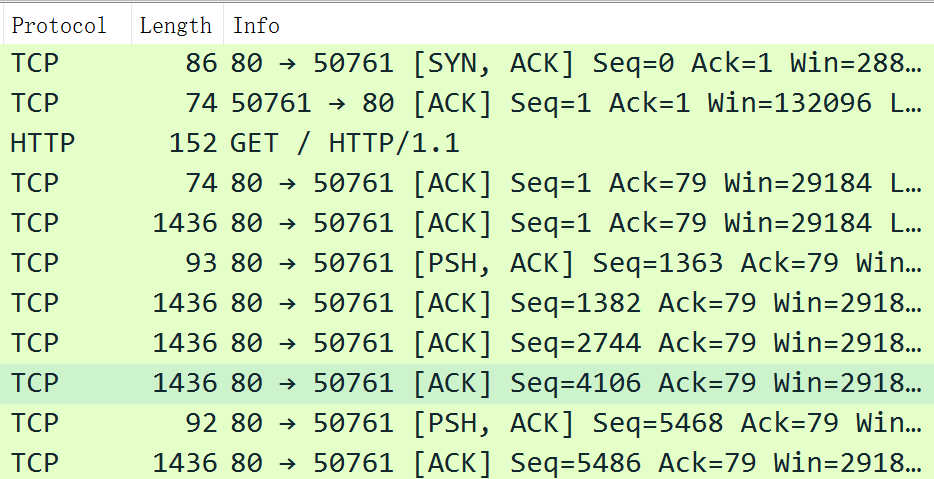 Protocol Length Info
TCP 86 80 → 50761 [SYN, ACK] Seq=0 Ack=1 Win=288…
TCP 74 50761 → 80 [ACK] Seq=1 Ack=1 Win=132096 L…
HTTP 152 GET / HTTP/1.1
TCP 74 80 → 50761 [ACK] Seq=1 Ack=79 Win=29184 L…
TCP 1436 80 → 50761 [ACK] Seq=1 Ack=79 Win=29184 L…
TCP 93 80 → 50761 [PSH, ACK] Seq=1363 Ack=79 Win…
TCP 1436 80 → 50761 [ACK] Seq=1382 Ack=79 Win=2918…
TCP 1436 80 → 50761 [ACK] Seq=2744 Ack=79 Win=2918…
TCP 1436 80 → 50761 [ACK] Seq=4106 Ack=79 Win=2918…
TCP 92 80 → 50761 [PSH, ACK] Seq=5468 Ack=79 Win…
TCP 1436 80 → 50761 [ACK] Seq=5486 Ack=79 Win=2918…